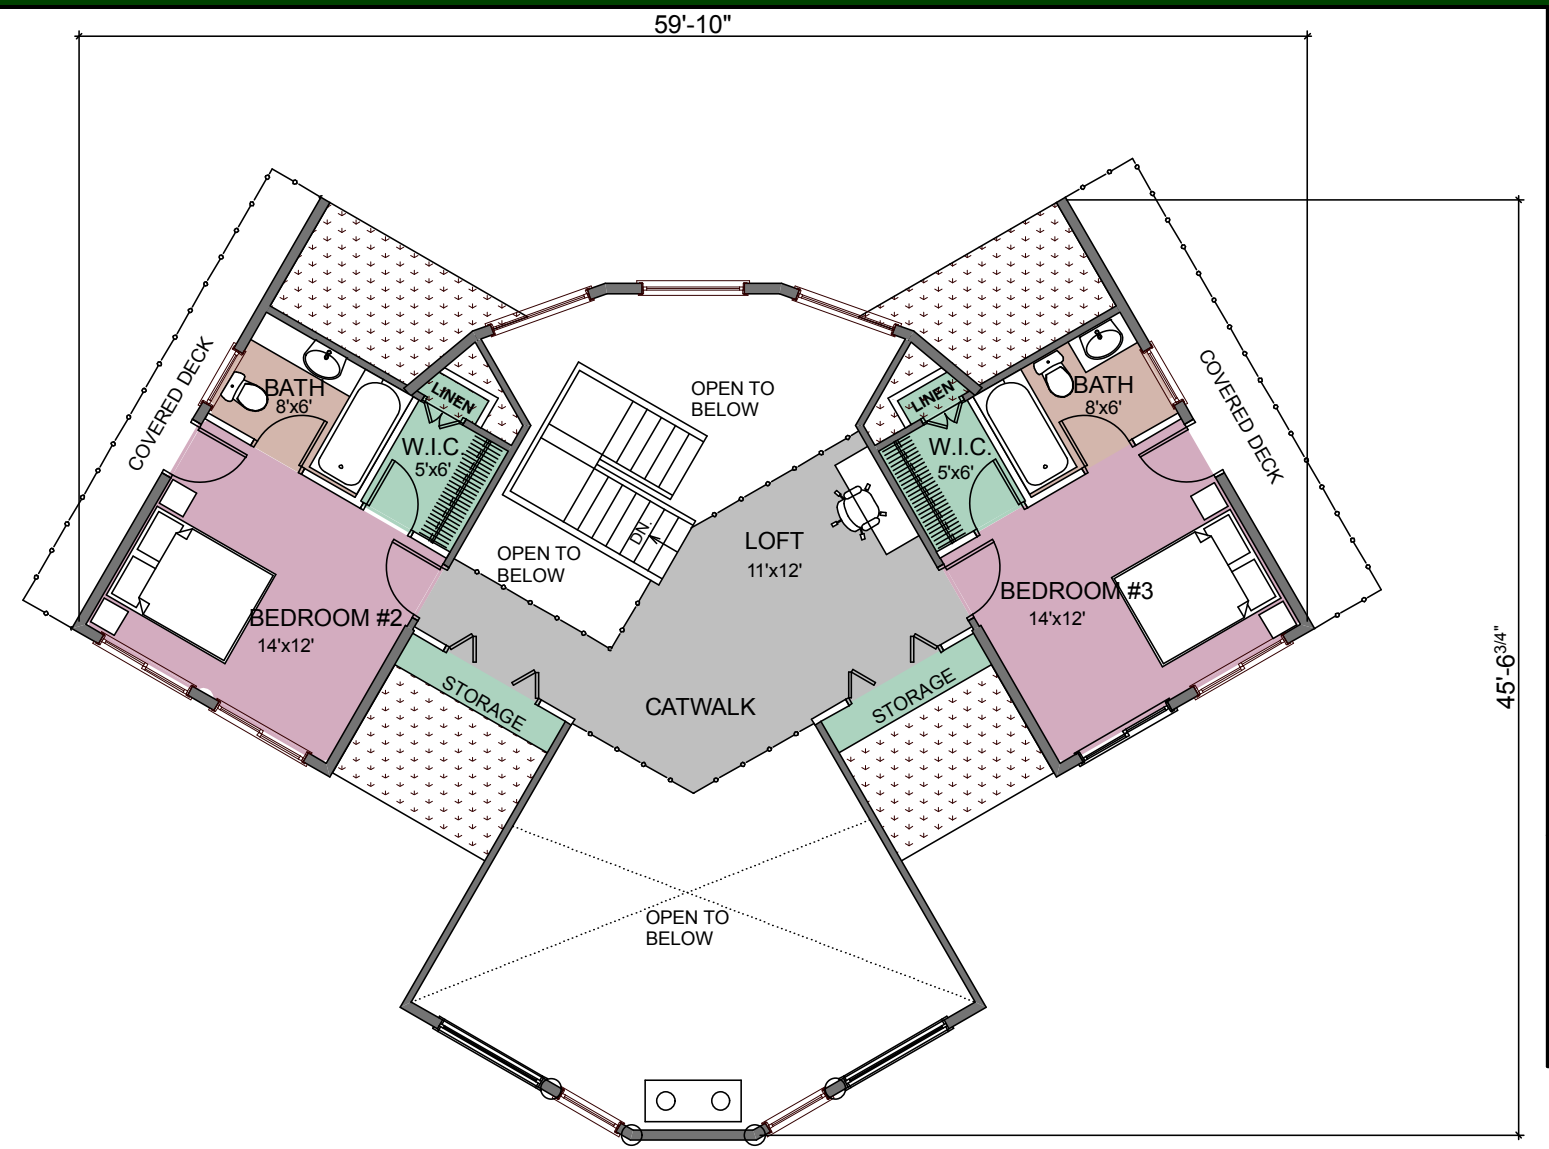 59'-10"
COVERED DECK
COVERED DECK
BATH
8'x6'
LINEN
OPEN TO
BELOW
LINEN
BATH
8'x6'
W.I.C.
5'x6'
W.I.C.
5'x6'
DN.
LOFT
11'x12'
OPEN TO
BELOW
BEDROOM #2
14'x12'
BEDROOM #3
14'x12'
45'-6 3/4"
STORAGE
CATWALK
STORAGE
OPEN TO
BELOW